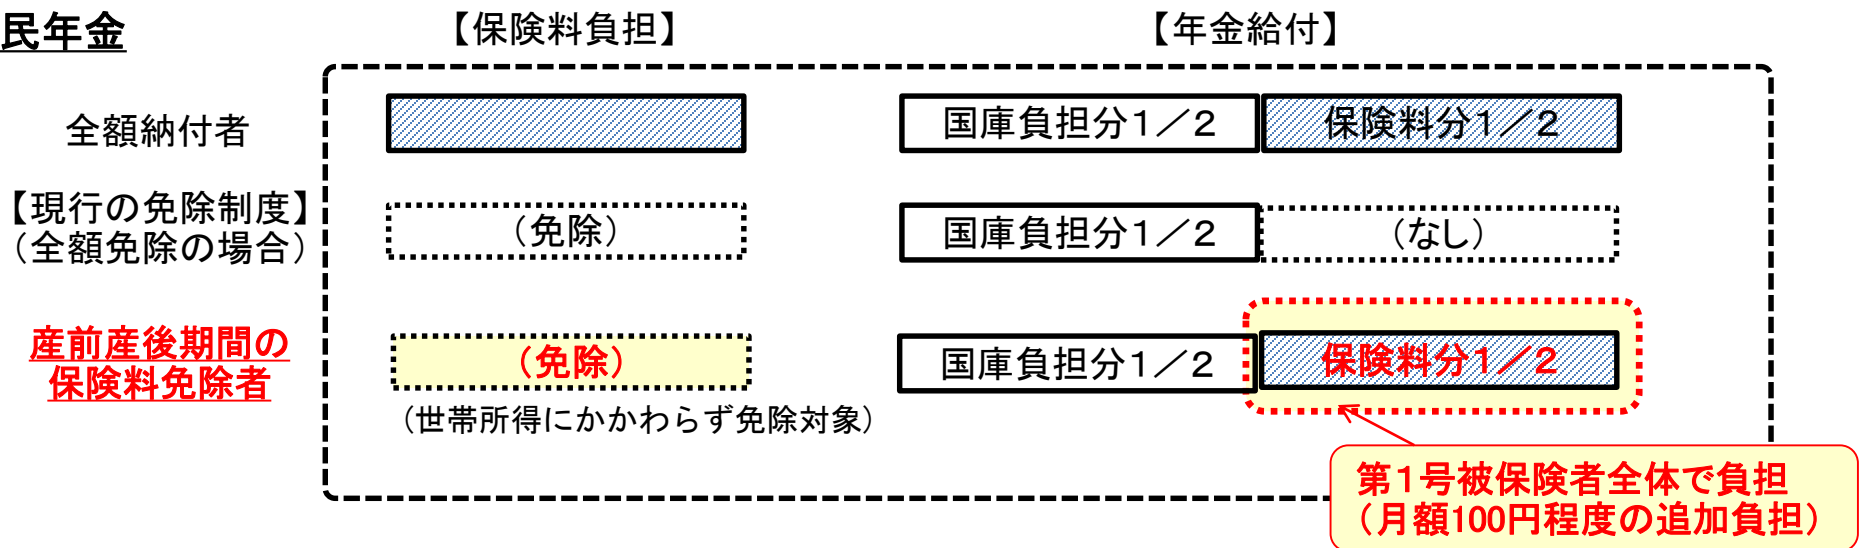 民年金
【保険料負担】
【年金給付】
全額納付者
国庫負担分1／2
保険料分1／2
【現行の免除制度】
（全額免除の場合）
（免除）
国庫負担分1／2
（なし）
産前産後期間の
保険料免除者
（免除）
国庫負担分1／2
保険料分1／2
（世帯所得にかかわらず免除対象）
第1号被保険者全体で負担
（月額100円程度の追加負担）